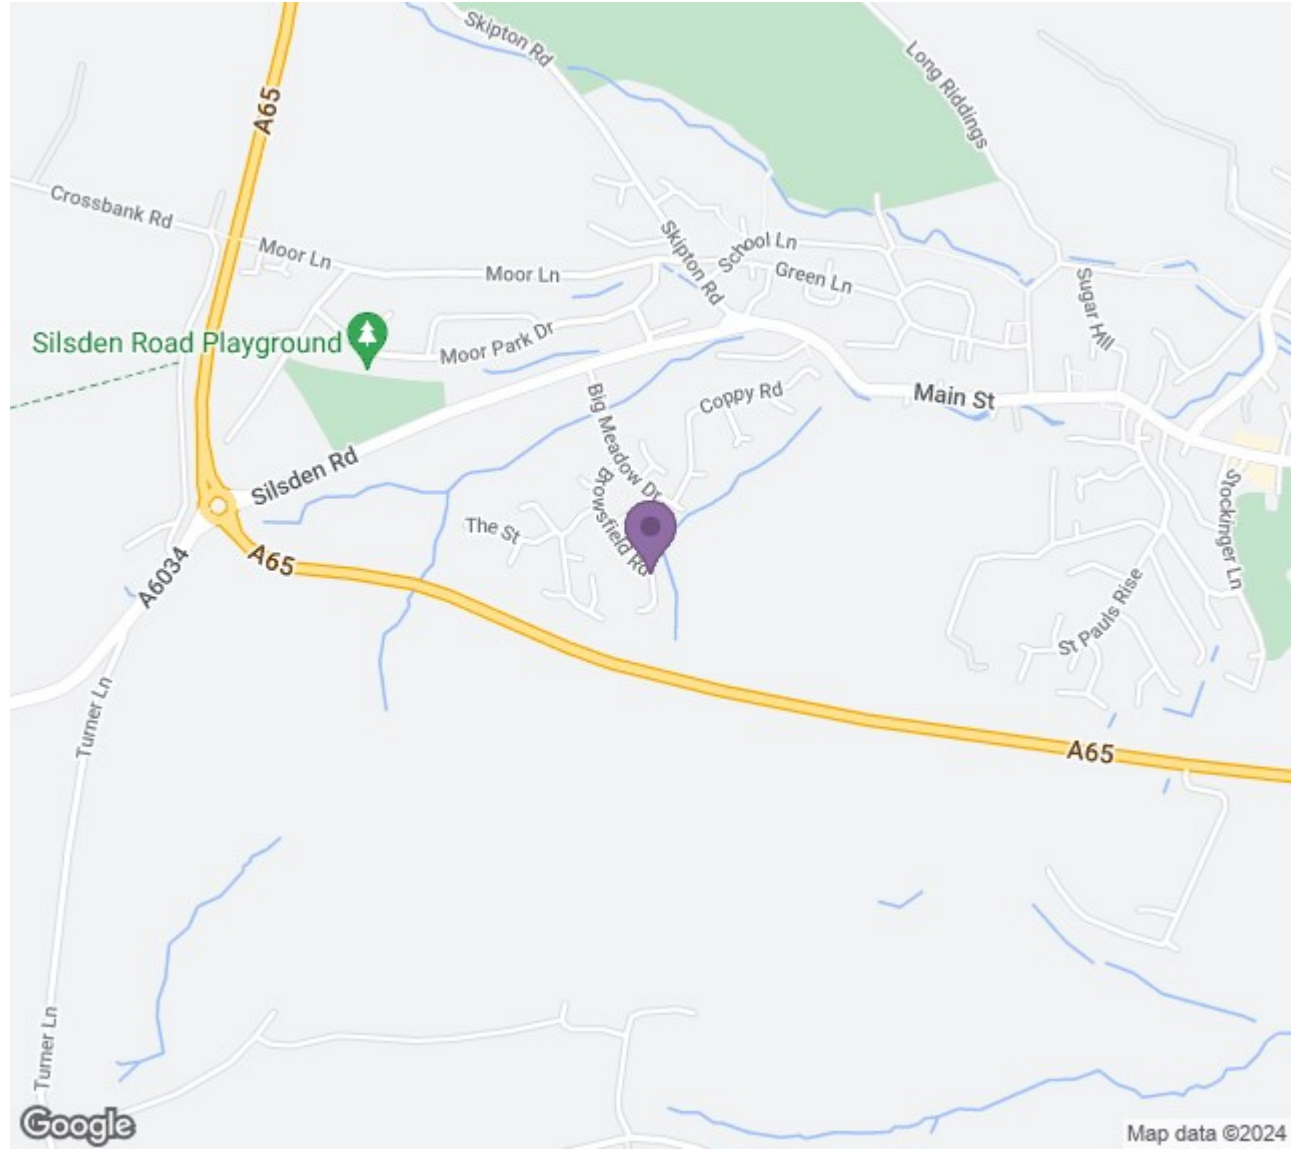 Skipton Rd
Long Riddings
A65
Crossbank Rd
Moor Ln
Moor Ln
Skipton Rd
School Ln
Green Ln
Sugar Hill
Silsden Road Playground
Moor Park Dr
Big Meadow Dr
Coppy Rd
Main St
Silsden Rd
Browsfield Rd
The St
Stockinger Ln
A65
A6034
St Pauls Rise
Turner Ln
A65
Turner Ln
Google
Map data ©2024